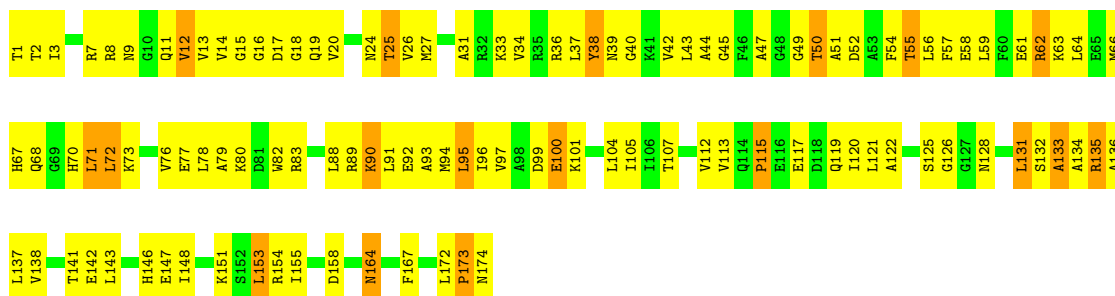 T1 T2 I3 R7 R8 N9 G10 Q11 V12 V13 V14 G15 G16 D17 G18 Q19 V20 N24 T25 V26 M27 A31 R32 K33 V34 R35 R36 L37 Y38 N39 G40 K41 V42 L43 A44 G45 F46 A47 G48 G49 T50 A51 D52 A53 F54 T55 L56 F57 E58 L59 F60 E61 R62 K63 L64 E65 M66
H67 Q68 G69 H70 L71 L72 K73 V76 E77 L78 A79 K80 D81 W82 R83 L88 R89 K90 L91 E92 A93 M94 L95 I96 V97 A98 D99 E100 K101 L104 I105 I106 T107 V112 V113 Q114 P115 E116 E117 D118 Q119 I120 L121 A122 S125 G126 G127 N128 L131 S132 A133 A134 R135 A136
L137 V138 T141 E142 L143 H146 E147 I148 K151 S152 L153 R154 I155 D158 N164 F167 L172 P173 N174